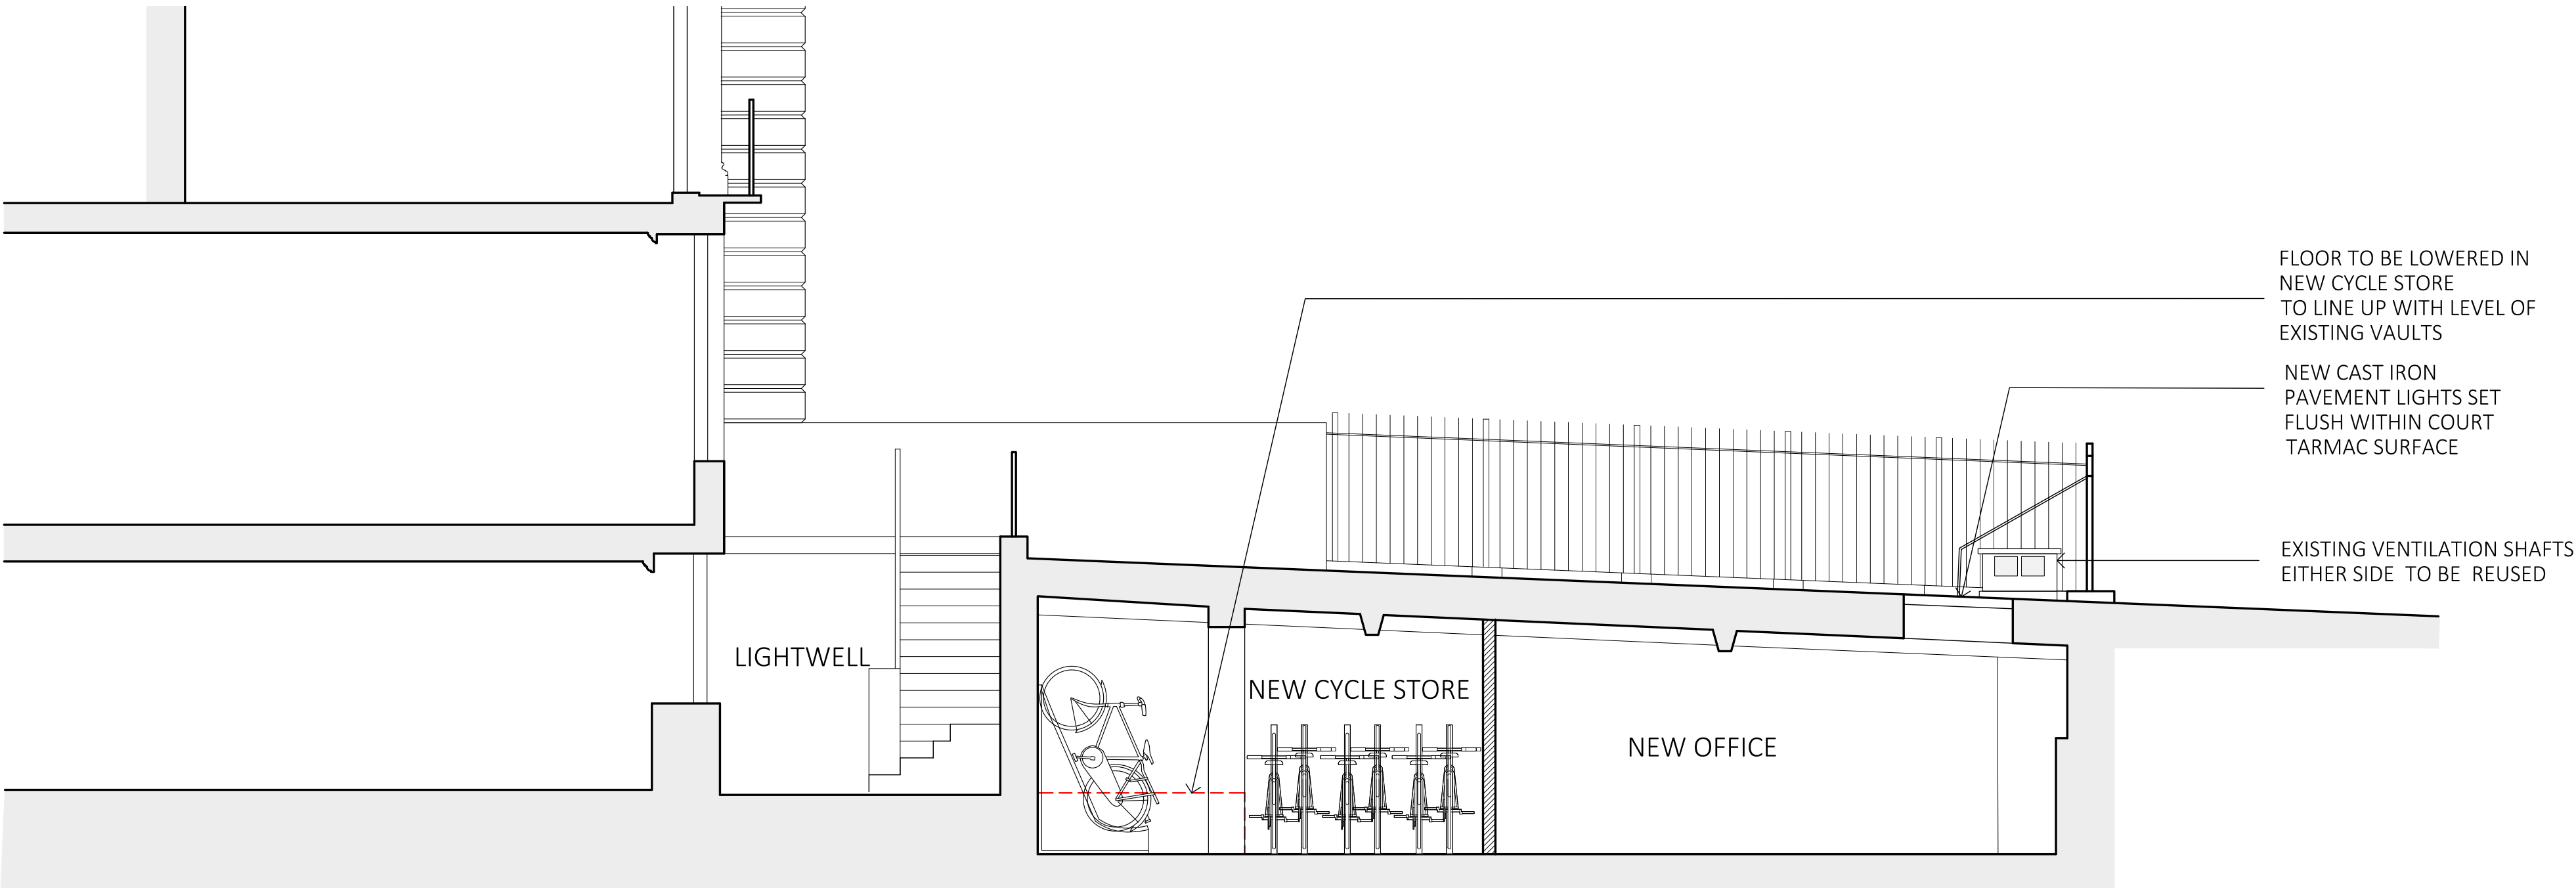 FLOOR TO BE LOWERED IN
NEW CYCLE STORE
TO LINE UP WITH LEVEL OF
EXISTING VAULTS
NEW CAST IRON
PAVEMENT LIGHTS SET
FLUSH WITHIN COURT
TARMAC SURFACE
EXISTING VENTILATION SHAFTS
EITHER SIDE TO BE REUSED
LIGHTWELL
NEW CYCLE STORE
NEW OFFICE